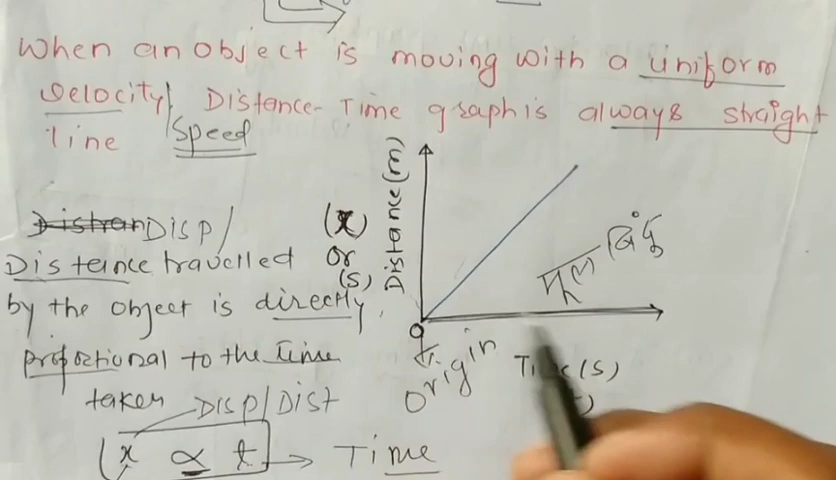 When an object is moving with a uniform
velocity/ Distance-Time graph is always straight
line /Speed
Distan Disp/
Distance travelled
by the object is directly
proportional to the Time
taken
(x)
or
(s)
Distance(m)
मूल बिंदु
O
origin
Time(s)
Disp/Dist
(x ∝ t → Time